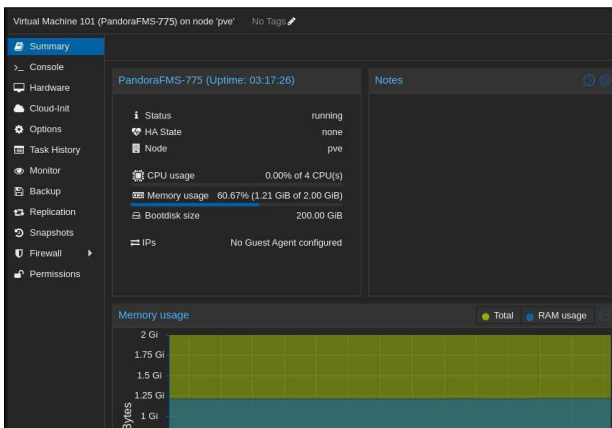 Virtual Machine 101 (PandoraFMS-775) on node 'pve' No Tags
Summary
Console
Hardware
Cloud-Init
Options
Task History
Monitor
Backup
Replication
Snapshots
Firewall
Permissions
PandoraFMS-775 (Uptime: 03:17:26)
Status running
HA State none
Node pve
CPU usage 0.00% of 4 CPU(s)
Memory usage 60.67% (1.21 GiB of 2.00 GiB)
Bootdisk size 200.00 GiB
IPs No Guest Agent configured
Notes
Memory usage
Total RAM usage
2 Gi
1.75 Gi
1.5 Gi
1.25 Gi
1 Gi
Bytes